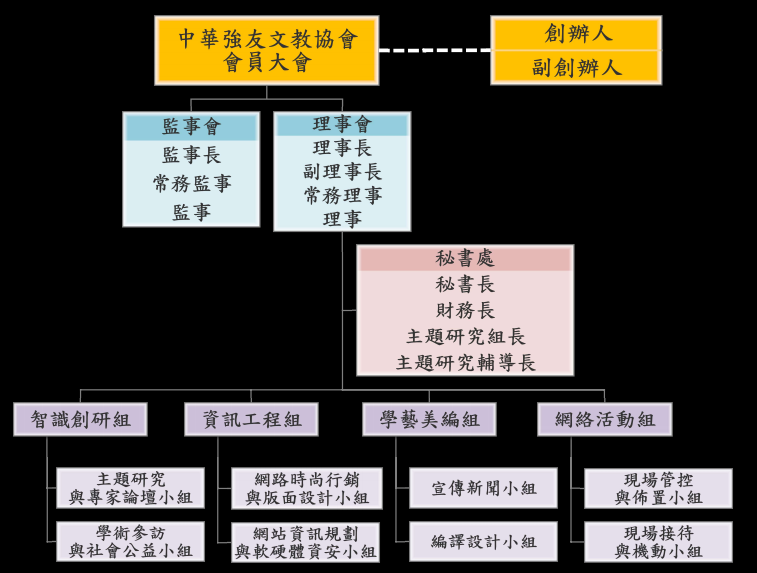 中華強友文教協會
會員大會
創辦人
副創辦人
監事會
監事長
常務監事
監事
理事會
理事長
副理事長
常務理事
理事
秘書處
秘書長
財務長
主題研究組長
主題研究輔導長
智識創研組
資訊工程組
學藝美編組
網絡活動組
主題研究
與專家論壇小組
學術參訪
與社會公益小組
網路時尚行銷
與版面設計小組
網站資訊規劃
與軟硬體資安小組
宣傳新聞小組
編譯設計小組
現場管控
與佈置小組
現場接待
與機動小組